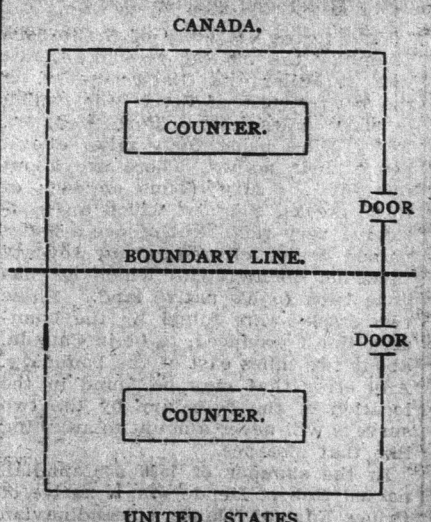 CANADA.
COUNTER.
DOOR
BOUNDARY LINE.
DOOR
COUNTER.
UNITED STATES